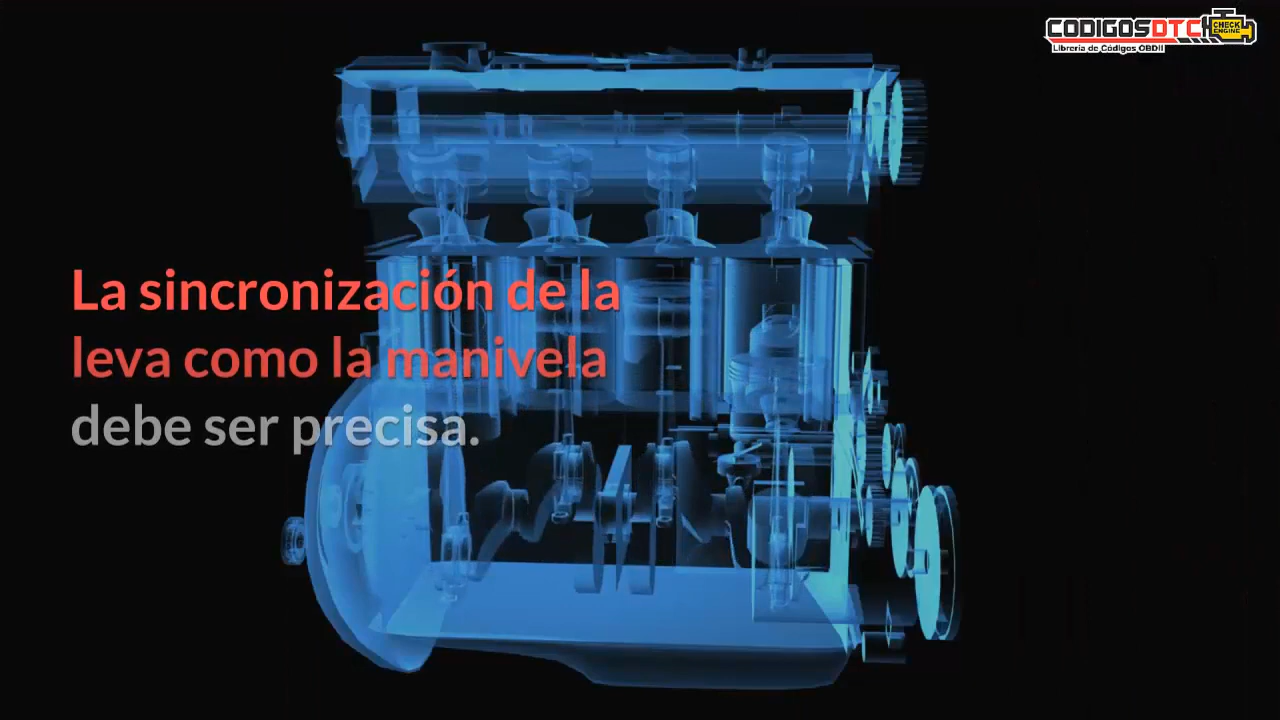 CODIGOSDTC
CHECK
ENGINE
Libreria de Códigos OBDII
La sincronización de la
leva como la manivela
debe ser precisa.